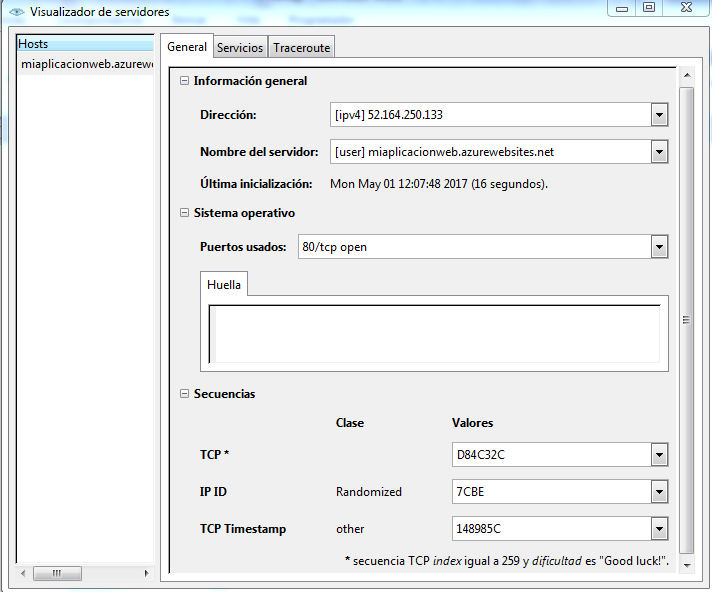 Visualizador de servidores
Hosts
miaplicacionweb.azurewe
General Servicios Traceroute
Información general
Dirección: [ipv4] 52.164.250.133
Nombre del servidor: [user] miaplicacionweb.azurewebsites.net
Última inicialización: Mon May 01 12:07:48 2017 (16 segundos).
Sistema operativo
Puertos usados: 80/tcp open
Huella
Secuencias
Clase Valores
TCP * D84C32C
IP ID Randomized 7CBE
TCP Timestamp other 148985C
* secuencia TCP index igual a 259 y dificultad es "Good luck!".